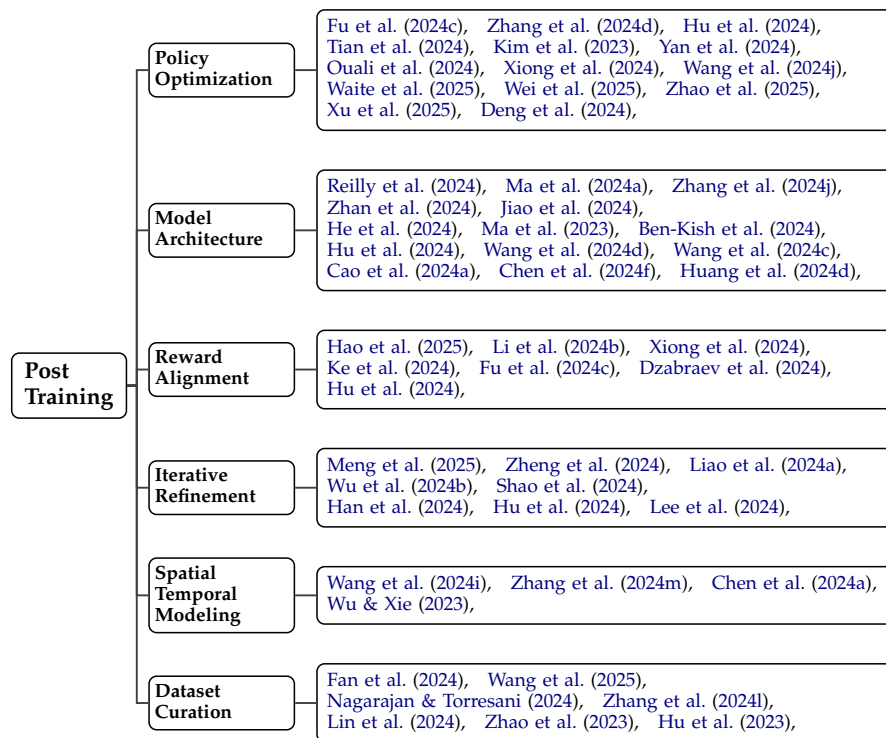 Post
Training
Policy
Optimization
Fu et al. (2024c), Zhang et al. (2024d), Hu et al. (2024),
Tian et al. (2024), Kim et al. (2023), Yan et al. (2024),
Ouali et al. (2024), Xiong et al. (2024), Wang et al. (2024j),
Waite et al. (2025), Wei et al. (2025), Zhao et al. (2025),
Xu et al. (2025), Deng et al. (2024),
Model
Architecture
Reilly et al. (2024), Ma et al. (2024a), Zhang et al. (2024j),
Zhan et al. (2024), Jiao et al. (2024),
He et al. (2024), Ma et al. (2023), Ben-Kish et al. (2024),
Hu et al. (2024), Wang et al. (2024d), Wang et al. (2024c),
Cao et al. (2024a), Chen et al. (2024f), Huang et al. (2024d),
Reward
Alignment
Hao et al. (2025), Li et al. (2024b), Xiong et al. (2024),
Ke et al. (2024), Fu et al. (2024c), Dzabraev et al. (2024),
Hu et al. (2024),
Iterative
Refinement
Meng et al. (2025), Zheng et al. (2024), Liao et al. (2024a),
Wu et al. (2024b), Shao et al. (2024),
Han et al. (2024), Hu et al. (2024), Lee et al. (2024),
Spatial
Temporal
Modeling
Wang et al. (2024i), Zhang et al. (2024m), Chen et al. (2024a),
Wu & Xie (2023),
Dataset
Curation
Fan et al. (2024), Wang et al. (2025),
Nagarajan & Torresani (2024), Zhang et al. (2024l),
Lin et al. (2024), Zhao et al. (2023), Hu et al. (2023),